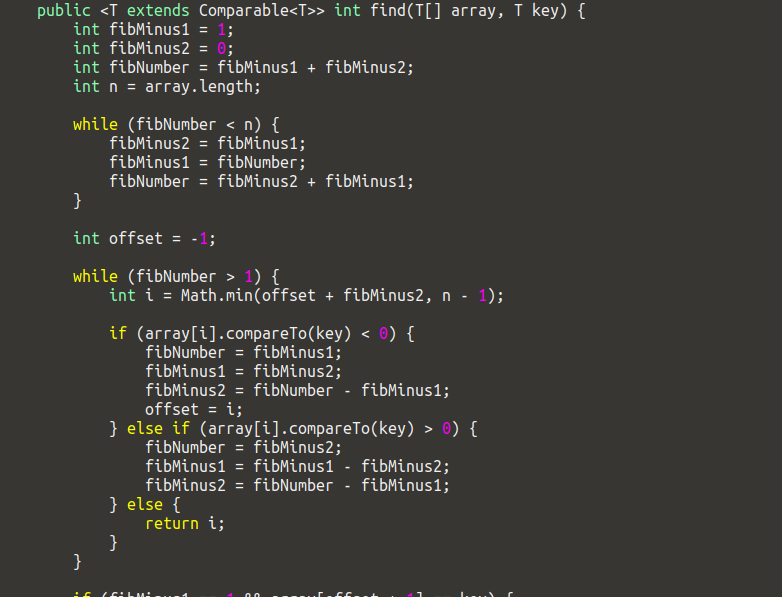 public <T extends Comparable<T>> int find(T[] array, T key) {
int fibMinus1 = 1;
int fibMinus2 = 0;
int fibNumber = fibMinus1 + fibMinus2;
int n = array.length;
while (fibNumber < n) {
fibMinus2 = fibMinus1;
fibMinus1 = fibNumber;
fibNumber = fibMinus2 + fibMinus1;
}
int offset = -1;
while (fibNumber > 1) {
int i = Math.min(offset + fibMinus2, n - 1);
if (array[i].compareTo(key) < 0) {
fibNumber = fibMinus1;
fibMinus1 = fibMinus2;
fibMinus2 = fibNumber - fibMinus1;
offset = i;
} else if (array[i].compareTo(key) > 0) {
fibNumber = fibMinus2;
fibMinus1 = fibMinus1 - fibMinus2;
fibMinus2 = fibNumber - fibMinus1;
} else {
return i;
}
}